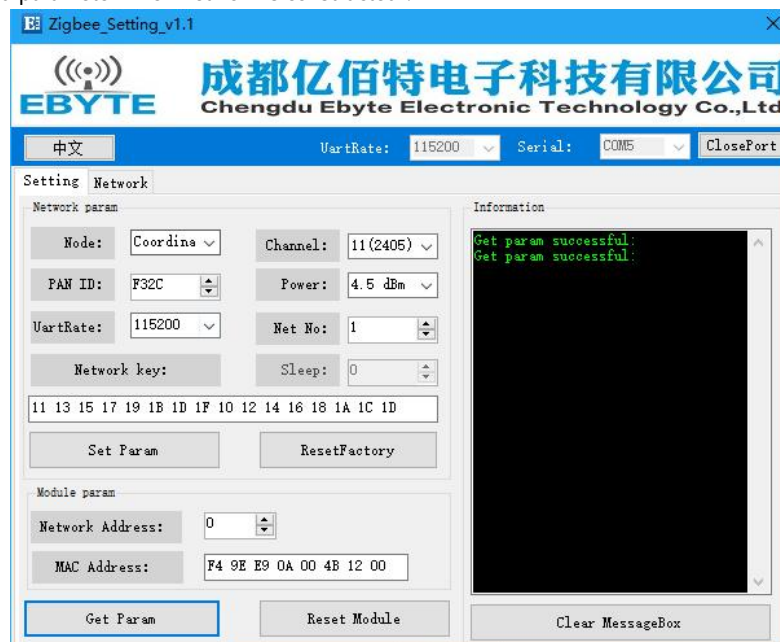 Zigbee_Setting_v1.1
EBYTE
成都亿佰特电子科技有限公司
Chengdu Ebyte Electronic Technology Co.,Ltd
中文 UartRate: 115200 Serial: COM5 ClosePort
Setting Network
Network param
Node: Coordina Channel: 11(2405)
PAN ID: F32C Power: 4.5 dBm
UartRate: 115200 Net No: 1
Network key: Sleep: 0
11 13 15 17 19 1B 1D 1F 10 12 14 16 18 1A 1C 1D
Set Param ResetFactory
Module param
Network Address: 0
MAC Address: F4 9E E9 0A 00 4B 12 00
Get Param Reset Module
Information
Get param successful:
Get param successful:
Clear MessageBox